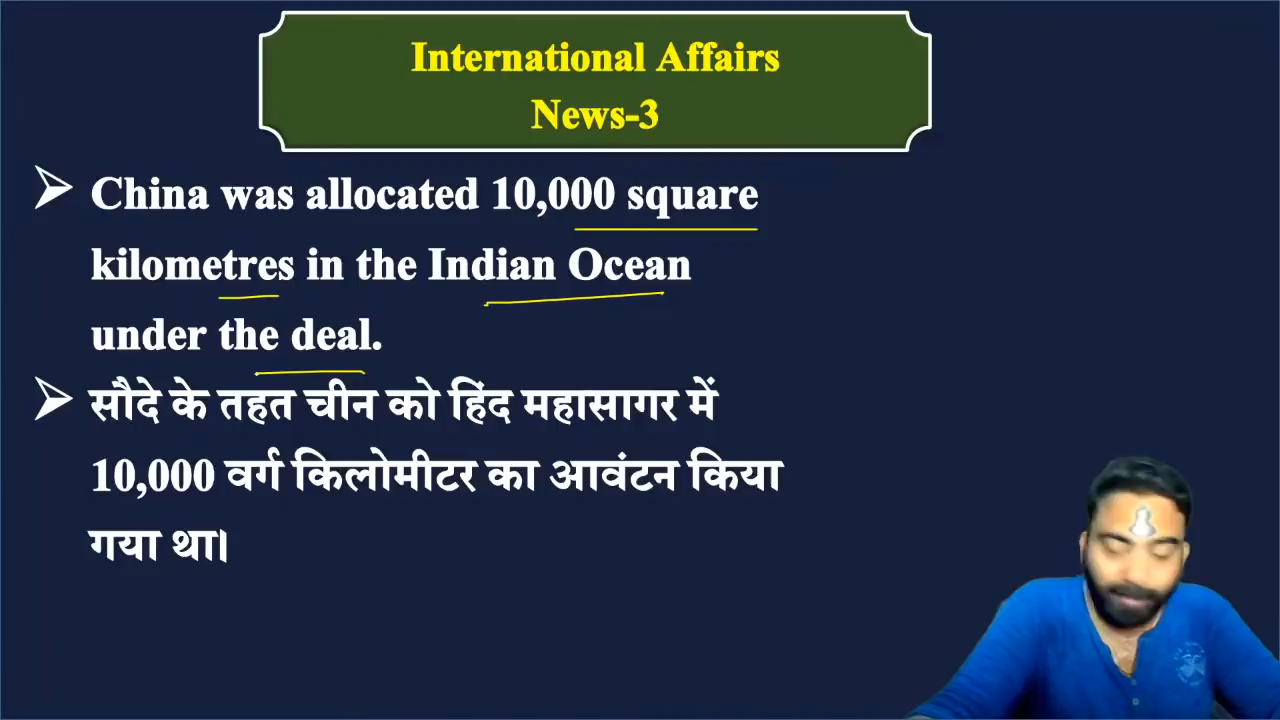 International Affairs
News-3
China was allocated 10,000 square
kilometres in the Indian Ocean
under the deal.
सौदे के तहत चीन को हिंद महासागर में
10,000 वर्ग किलोमीटर का आवंटन किया
गया था।